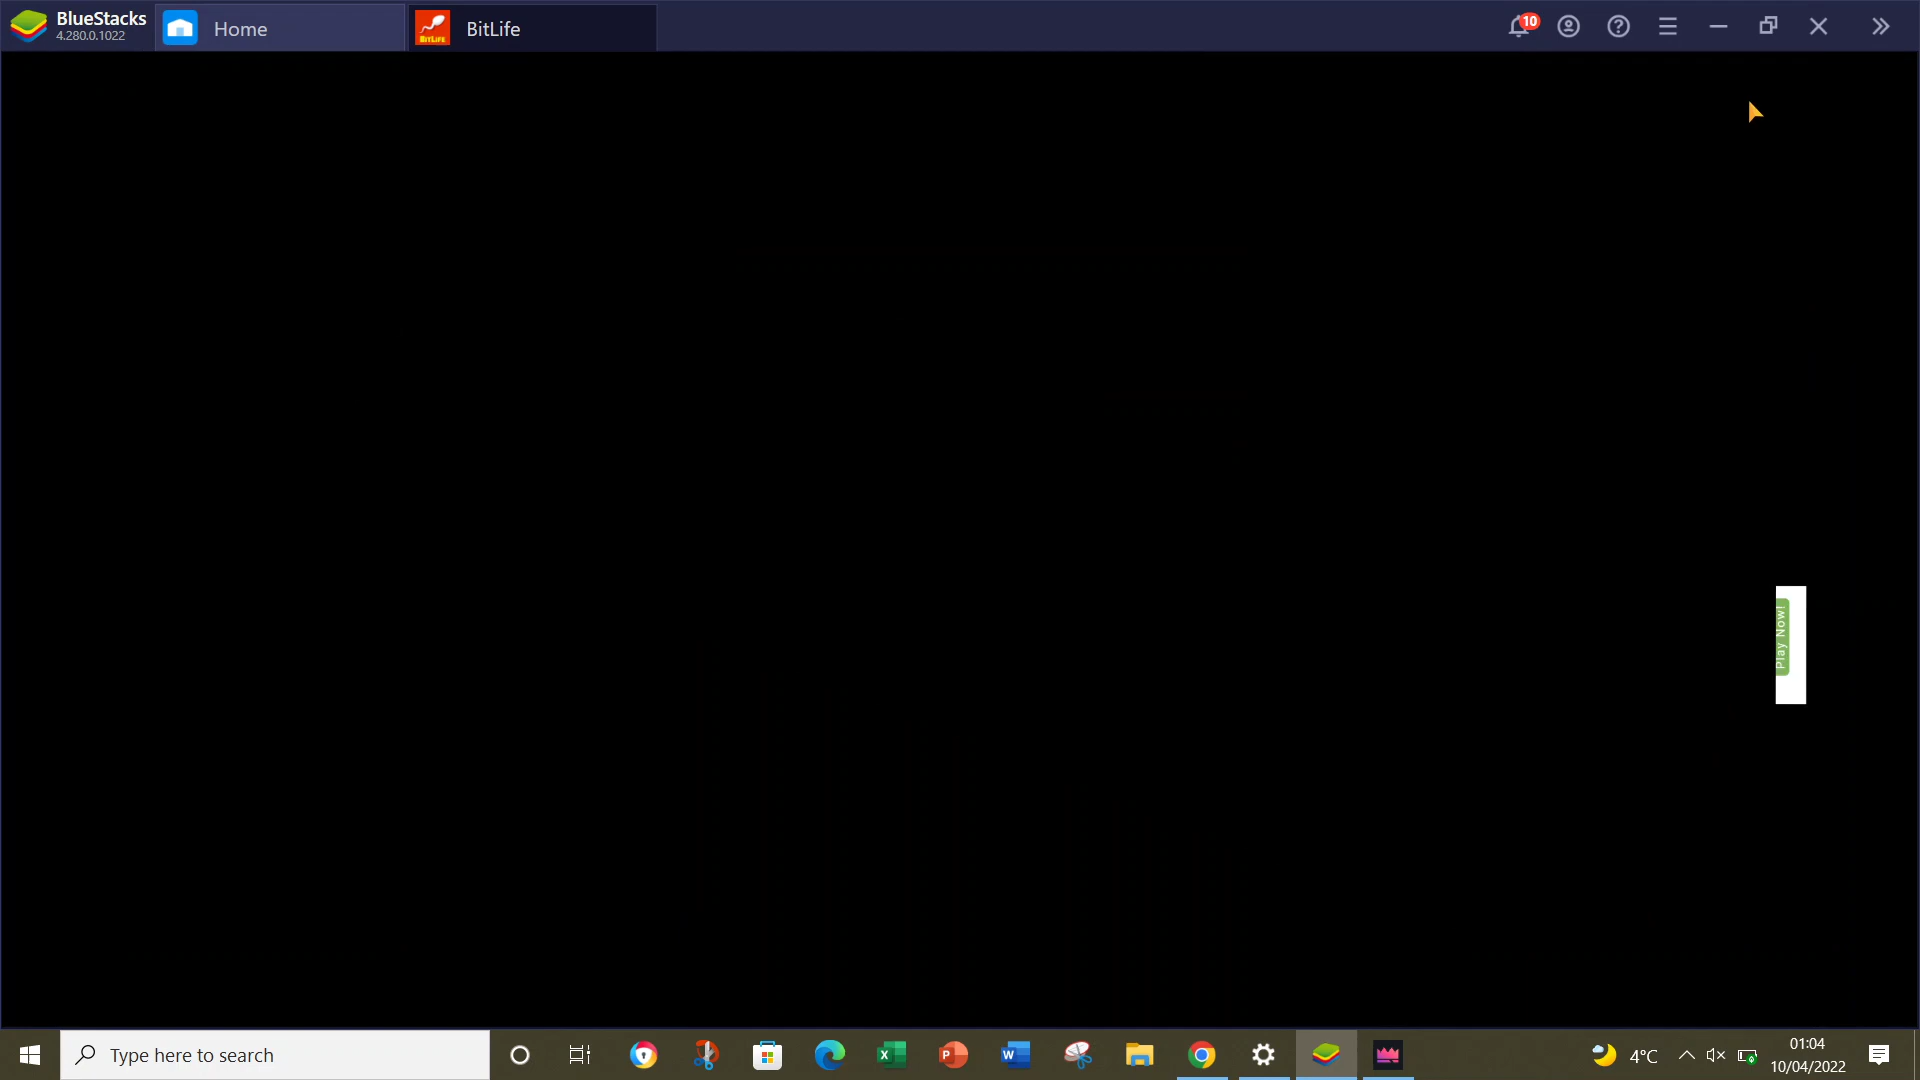 BlueStacks
4.280.0.1022
Home
BITLIFE
BitLife
10
Play Now!
Type here to search
4°C
01:04
10/04/2022